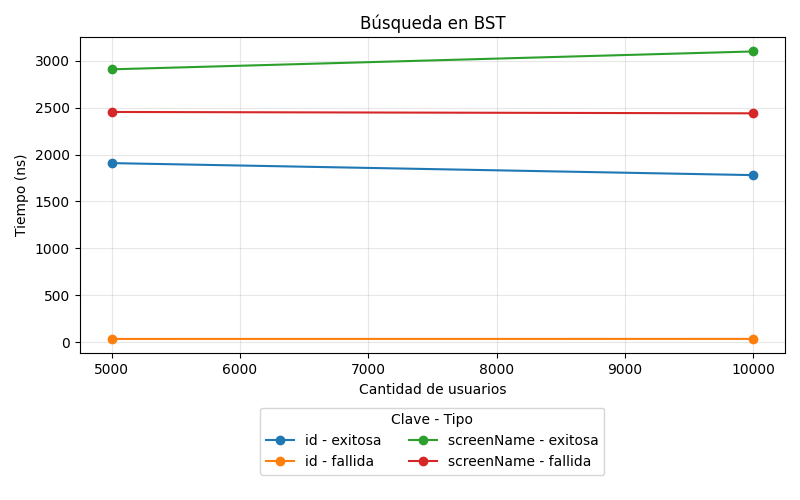 Búsqueda en BST
Tiempo (ns)
3000
2500
2000
1500
1000
500
0
5000 6000 7000 8000 9000 10000
Cantidad de usuarios
Clave - Tipo
id - exitosa screenName - exitosa
id - fallida screenName - fallida